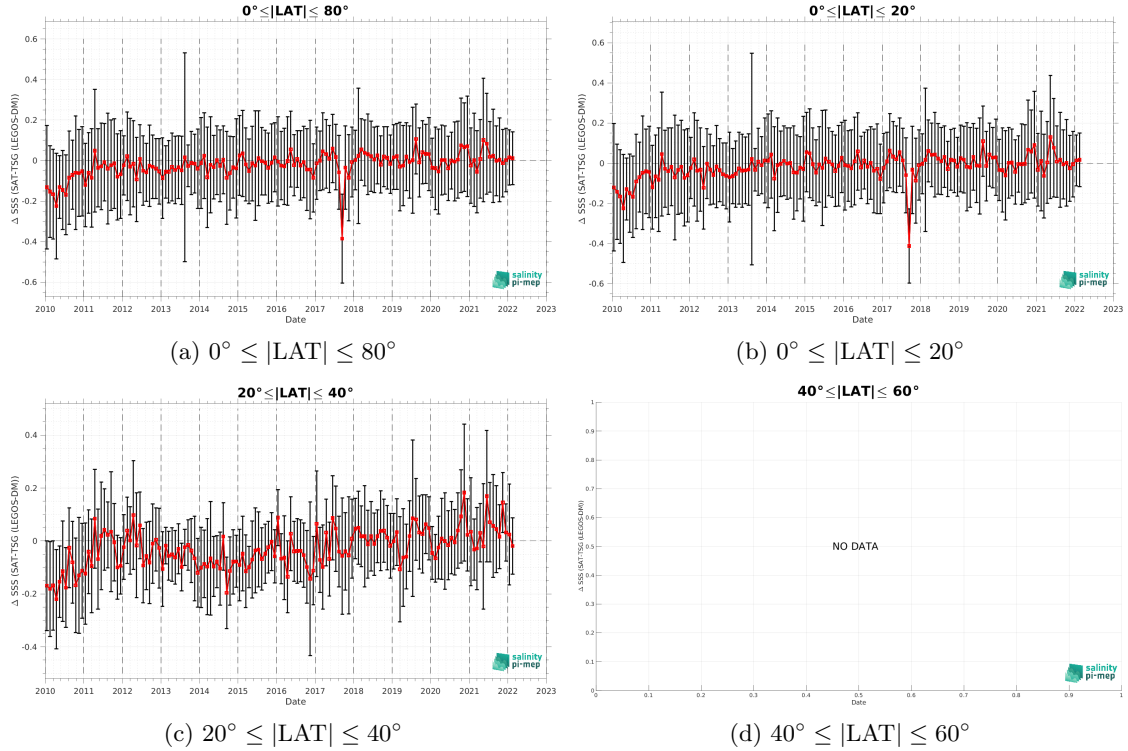 0°≤|LAT|≤ 80°
Δ SSS (SAT-TSG (LEGOS-DM))
0.6
0.4
0.2
0
-0.2
-0.4
-0.6
2010 2011 2012 2013 2014 2015 2016 2017 2018 2019 2020 2021 2022 2023
Date
salinity
pi-mep
(a) 0° ≤ |LAT| ≤ 80°
0°≤|LAT|≤ 20°
Δ SSS (SAT-TSG (LEGOS-DM))
0.6
0.4
0.2
0
-0.2
-0.4
-0.6
2010 2011 2012 2013 2014 2015 2016 2017 2018 2019 2020 2021 2022 2023
Date
salinity
pi-mep
(b) 0° ≤ |LAT| ≤ 20°
20°≤|LAT|≤ 40°
Δ SSS (SAT-TSG (LEGOS-DM))
0.4
0.2
0
-0.2
-0.4
2010 2011 2012 2013 2014 2015 2016 2017 2018 2019 2020 2021 2022 2023
Date
salinity
pi-mep
(c) 20° ≤ |LAT| ≤ 40°
40°≤|LAT|≤ 60°
Δ SSS (SAT-TSG (LEGOS-DM))
1
0.9
0.8
0.7
0.6
0.5
0.4
0.3
0.2
0.1
0
NO DATA
0 0.1 0.2 0.3 0.4 0.5 0.6 0.7 0.8 0.9 1
Date
salinity
pi-mep
(d) 40° ≤ |LAT| ≤ 60°